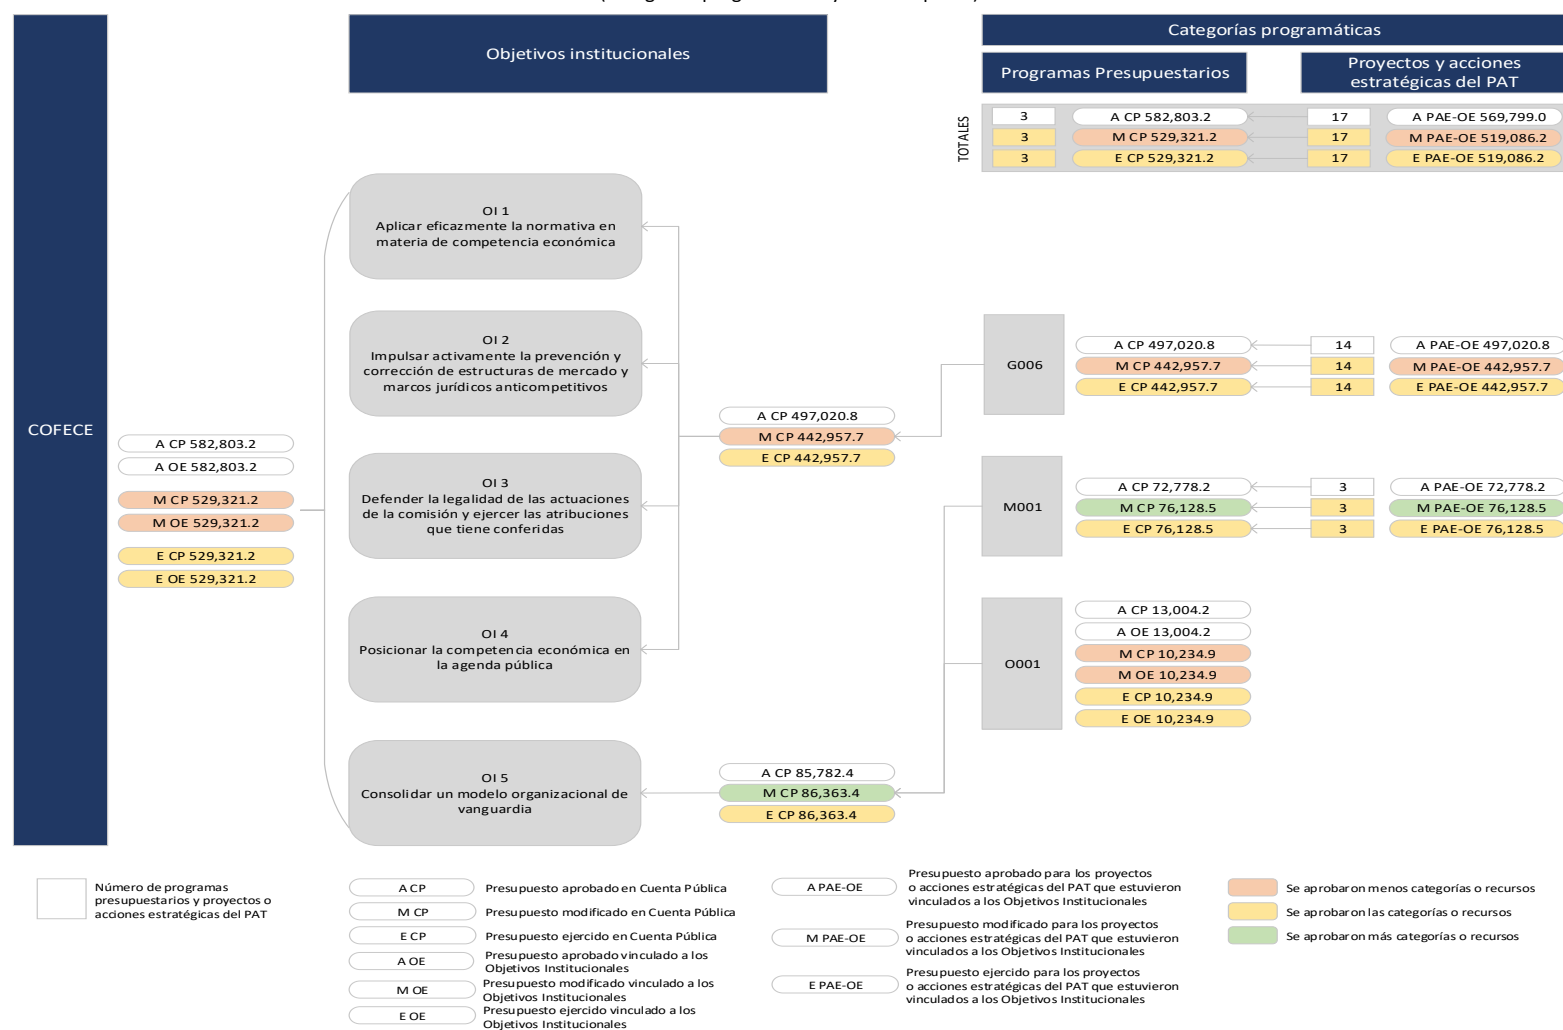 Objetivos institucionales
Categorías programáticas
Programas Presupuestarios
Proyectos y acciones
estratégicas del PAT
TOTALES
3
A CP 582,803.2
17
A PAE-OE 569,799.0
3
M CP 529,321.2
17
M PAE-OE 519,086.2
3
E CP 529,321.2
17
E PAE-OE 519,086.2
COFECE
A CP 582,803.2
A OE 582,803.2
M CP 529,321.2
M OE 529,321.2
E CP 529,321.2
E OE 529,321.2
OI 1
Aplicar eficazmente la normativa en
materia de competencia económica
OI 2
Impulsar activamente la prevención y
corrección de estructuras de mercado y
marcos jurídicos anticompetitivos
OI 3
Defender la legalidad de las actuaciones
de la comisión y ejercer las atribuciones
que tiene conferidas
OI 4
Posicionar la competencia económica en
la agenda pública
OI 5
Consolidar un modelo organizacional de
vanguardia
A CP 497,020.8
M CP 442,957.7
E CP 442,957.7
A CP 85,782.4
M CP 86,363.4
E CP 86,363.4
G006
A CP 497,020.8
14
A PAE-OE 497,020.8
M CP 442,957.7
14
M PAE-OE 442,957.7
E CP 442,957.7
14
E PAE-OE 442,957.7
M001
A CP 72,778.2
3
A PAE-OE 72,778.2
M CP 76,128.5
3
M PAE-OE 76,128.5
E CP 76,128.5
3
E PAE-OE 76,128.5
O001
A CP 13,004.2
A OE 13,004.2
M CP 10,234.9
M OE 10,234.9
E CP 10,234.9
E OE 10,234.9
Número de programas
presupuestarios y proyectos o
acciones estratégicas del PAT
A CP
Presupuesto aprobado en Cuenta Pública
M CP
Presupuesto modificado en Cuenta Pública
E CP
Presupuesto ejercido en Cuenta Pública
A OE
Presupuesto aprobado vinculado a los
Objetivos Institucionales
M OE
Presupuesto modificado vinculado a los
Objetivos Institucionales
E OE
Presupuesto ejercido vinculado a los
Objetivos Institucionales
A PAE-OE
Presupuesto aprobado para los proyectos
o acciones estratégicas del PAT que estuvieron
vinculados a los Objetivos Institucionales
M PAE-OE
Presupuesto modificado para los proyectos
o acciones estratégicas del PAT que estuvieron
vinculados a los Objetivos Institucionales
E PAE-OE
Presupuesto ejercido para los proyectos
o acciones estratégicas del PAT que estuvieron
vinculados a los Objetivos Institucionales
Se aprobaron menos categorías o recursos
Se aprobaron las categorías o recursos
Se aprobaron más categorías o recursos